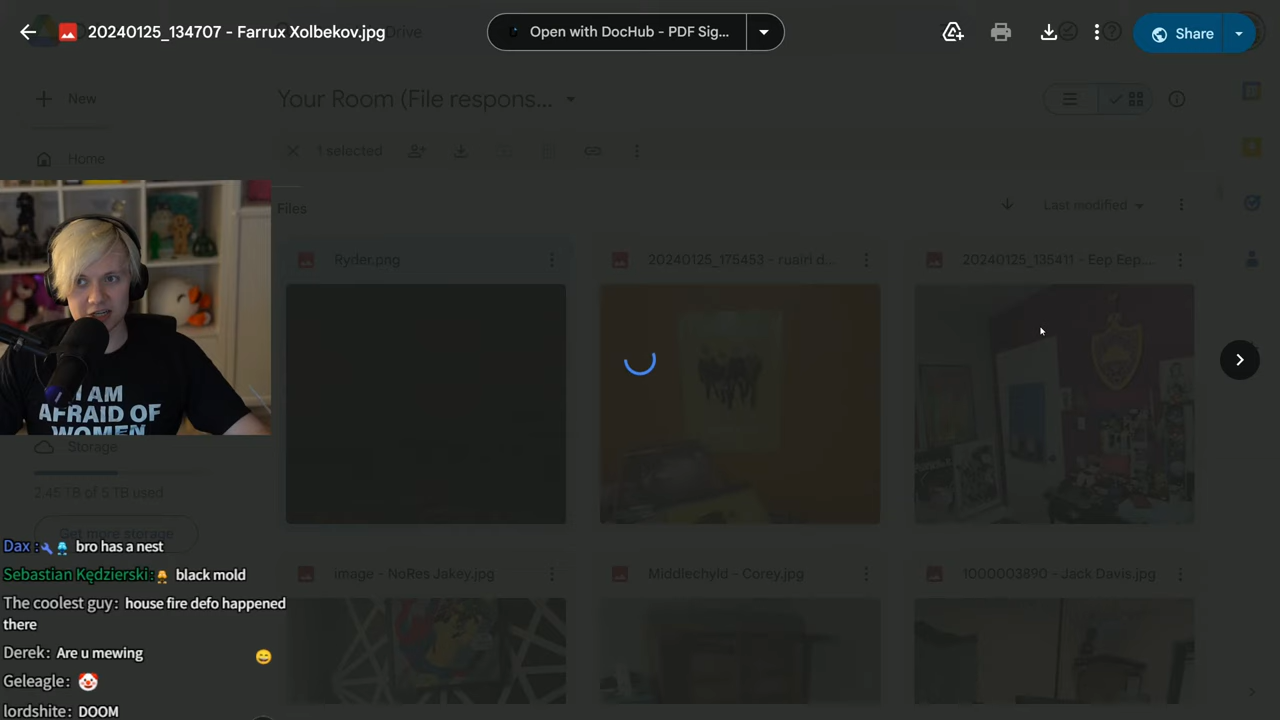 20240125_134707 - Farrux Xolbekov.jpg
Open with DocHub - PDF Sig...
Share
New
Your Room (File respons...
1 selected
Home
Files
Last modified
Ryder.png
20240125_175453 - ruairi d...
20240125_135411 - Eep Eep....
I AM
AFRAID OF
WOMEN
Storage
2.45 TB of 5 TB used
Get more storage
Dax : bro has a nest
Sebastian Kędzierski: black mold
The coolest guy: house fire defo happened
there
Derek: Are u mewing 😄
Geleagle: 🤡
lordshite: DOOM
image - NoRes Jakey.jpg
Middlechyld - Corey.jpg
1000003890 - Jack Davis.jpg